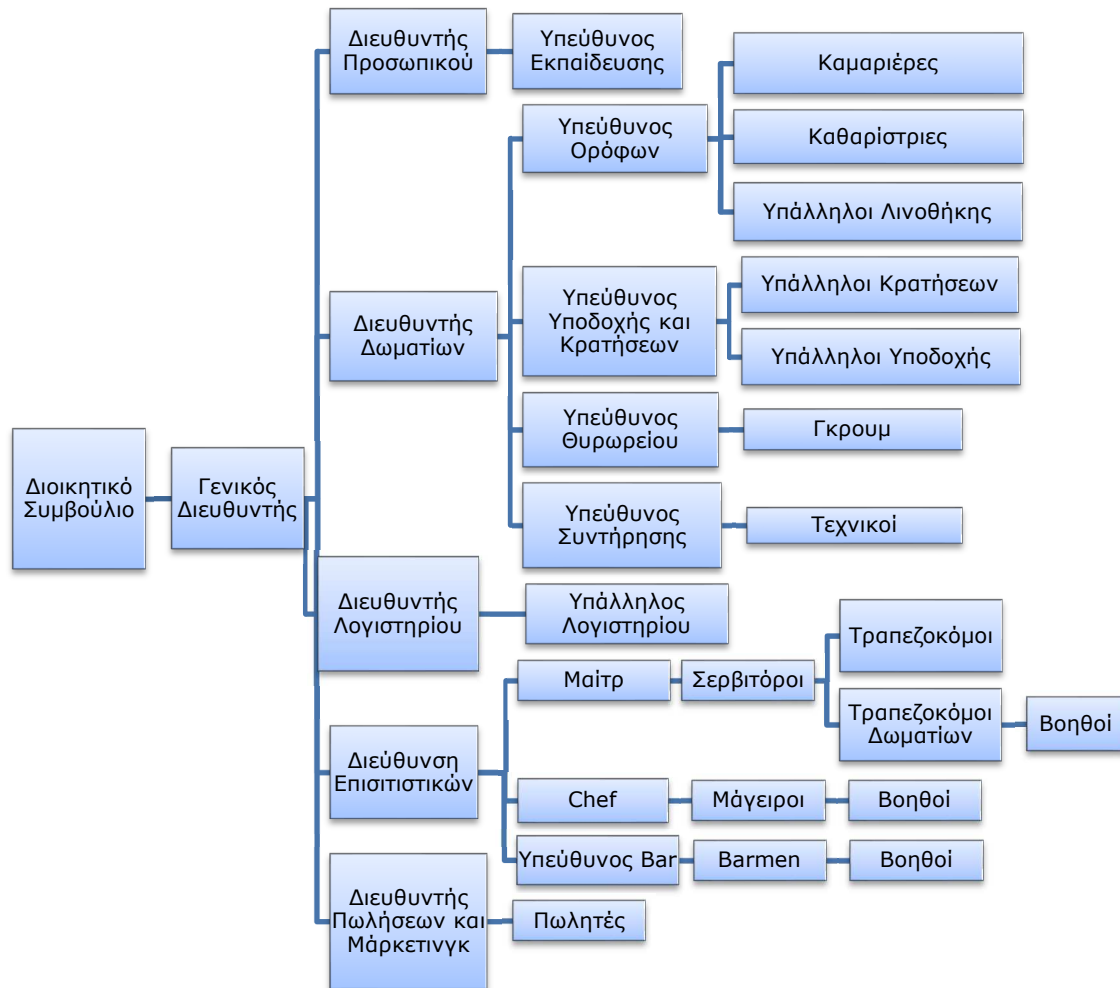 Διοικητικό
Συμβούλιο
Γενικός
Διευθυντής
Διευθυντής
Προσωπικού
Υπεύθυνος
Εκπαίδευσης
Διευθυντής
Δωματίων
Υπεύθυνος
Ορόφων
Καμαριέρες
Καθαρίστριες
Υπάλληλοι Λινοθήκης
Υπεύθυνος
Υποδοχής και
Κρατήσεων
Υπάλληλοι Κρατήσεων
Υπάλληλοι Υποδοχής
Υπεύθυνος
Θυρωρείου
Γκρουμ
Υπεύθυνος
Συντήρησης
Τεχνικοί
Διευθυντής
Λογιστηρίου
Υπάλληλος
Λογιστηρίου
Διεύθυνση
Επισιτιστικών
Μαίτρ
Σερβιτόροι
Τραπεζοκόμοι
Τραπεζοκόμοι
Δωματίων
Βοηθοί
Chef
Μάγειροι
Βοηθοί
Υπεύθυνος Bar
Barmen
Βοηθοί
Διευθυντής
Πωλήσεων και
Μάρκετινγκ
Πωλητές